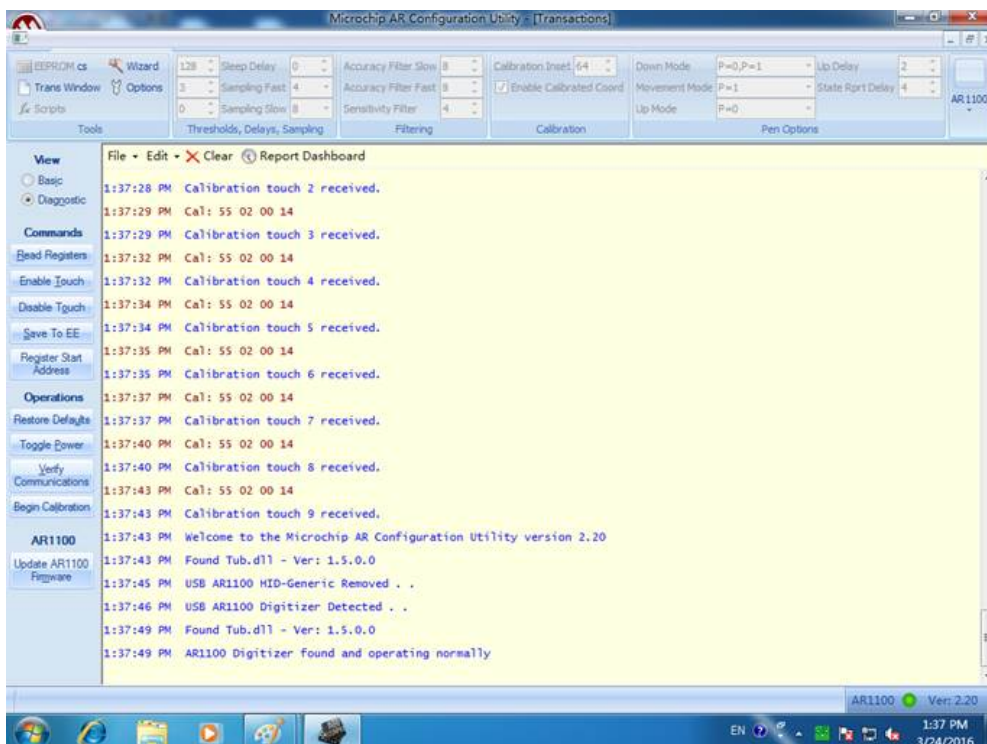 Microchip AR Configuration Utility - [Transactions]
EEPROM cs Wizard 128 Sleep Delay 0 Accuracy Filter Slow 8 Calibration Inset 64 Down Mode P=0,P=1 Up Delay 2
Trans Window Options 3 Sampling Fast 4 Accuracy Filter Fast 8 Enable Calibrated Coord Movement Mode P=1 State Rprt Delay 4
fx Scripts 0 Sampling Slow 8 Sensitivity Filter 4 Up Mode P=0 AR1100
Tools Thresholds, Delays, Sampling Filtering Calibration Pen Options
View
Basic
Diagnostic
Commands
Read Registers
Enable Touch
Disable Touch
Save To EE
Register Start
Address
Operations
Restore Defaults
Toggle Power
Verify
Communications
Begin Calibration
AR1100
Update AR1100
Firmware
File Edit Clear Report Dashboard
1:37:28 PM Calibration touch 2 received.
1:37:29 PM Cal: 55 02 00 14
1:37:29 PM Calibration touch 3 received.
1:37:32 PM Cal: 55 02 00 14
1:37:32 PM Calibration touch 4 received.
1:37:34 PM Cal: 55 02 00 14
1:37:34 PM Calibration touch 5 received.
1:37:35 PM Cal: 55 02 00 14
1:37:35 PM Calibration touch 6 received.
1:37:37 PM Cal: 55 02 00 14
1:37:37 PM Calibration touch 7 received.
1:37:40 PM Cal: 55 02 00 14
1:37:40 PM Calibration touch 8 received.
1:37:43 PM Cal: 55 02 00 14
1:37:43 PM Calibration touch 9 received.
1:37:43 PM Welcome to the Microchip AR Configuration Utility version 2.20
1:37:43 PM Found Tub.dll - Ver: 1.5.0.0
1:37:45 PM USB AR1100 HID-Generic Removed . .
1:37:46 PM USB AR1100 Digitizer Detected . .
1:37:49 PM Found Tub.dll - Ver: 1.5.0.0
1:37:49 PM AR1100 Digitizer found and operating normally
AR1100 Ver: 2.20
EN 1:37 PM
3/24/2016